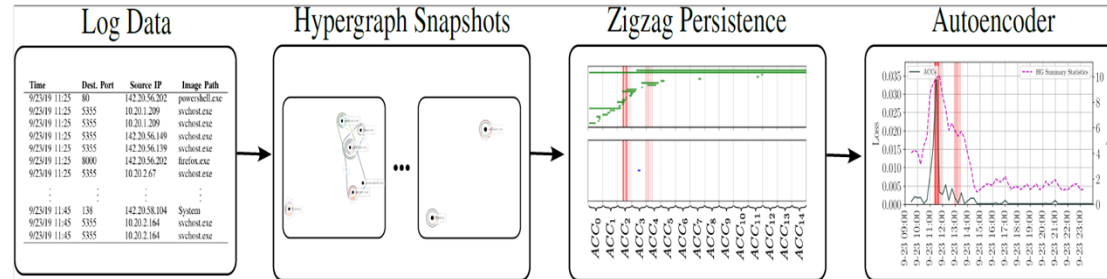 Log Data
Hypergraph Snapshots
Zigzag Persistence
Autoencoder
Time Dest. Port Source IP Image Path
9/23/19 11:25 80 142.20.56.202 powershell.exe
9/23/19 11:25 5355 10.20.1.209 svchost.exe
9/23/19 11:25 5355 10.20.1.209 svchost.exe
9/23/19 11:25 5355 142.20.56.149 svchost.exe
9/23/19 11:25 5355 142.20.56.139 svchost.exe
9/23/19 11:25 8000 142.20.56.202 firefox.exe
9/23/19 11:25 5355 10.20.2.67 svchost.exe
9/23/19 11:45 138 142.20.58.104 System
9/23/19 11:45 5355 10.20.2.164 svchost.exe
9/23/19 11:45 5355 10.20.2.164 svchost.exe
ACC0
ACC1
ACC2
ACC3
ACC4
ACC5
ACC6
ACC7
ACC8
ACC9
ACC10
ACC11
ACC12
ACC13
ACC14
ACCs
HG Summary Statistics
Loss
0.035
0.030
0.025
0.020
0.015
0.010
0.005
0.000
10
8
6
4
2
0
9-23 09:00
9-23 10:00
9-23 11:00
9-23 12:00
9-23 13:00
9-23 14:00
9-23 15:00
9-23 16:00
9-23 17:00
9-23 18:00
9-23 19:00
9-23 20:00
9-23 21:00
9-23 22:00
9-23 23:00